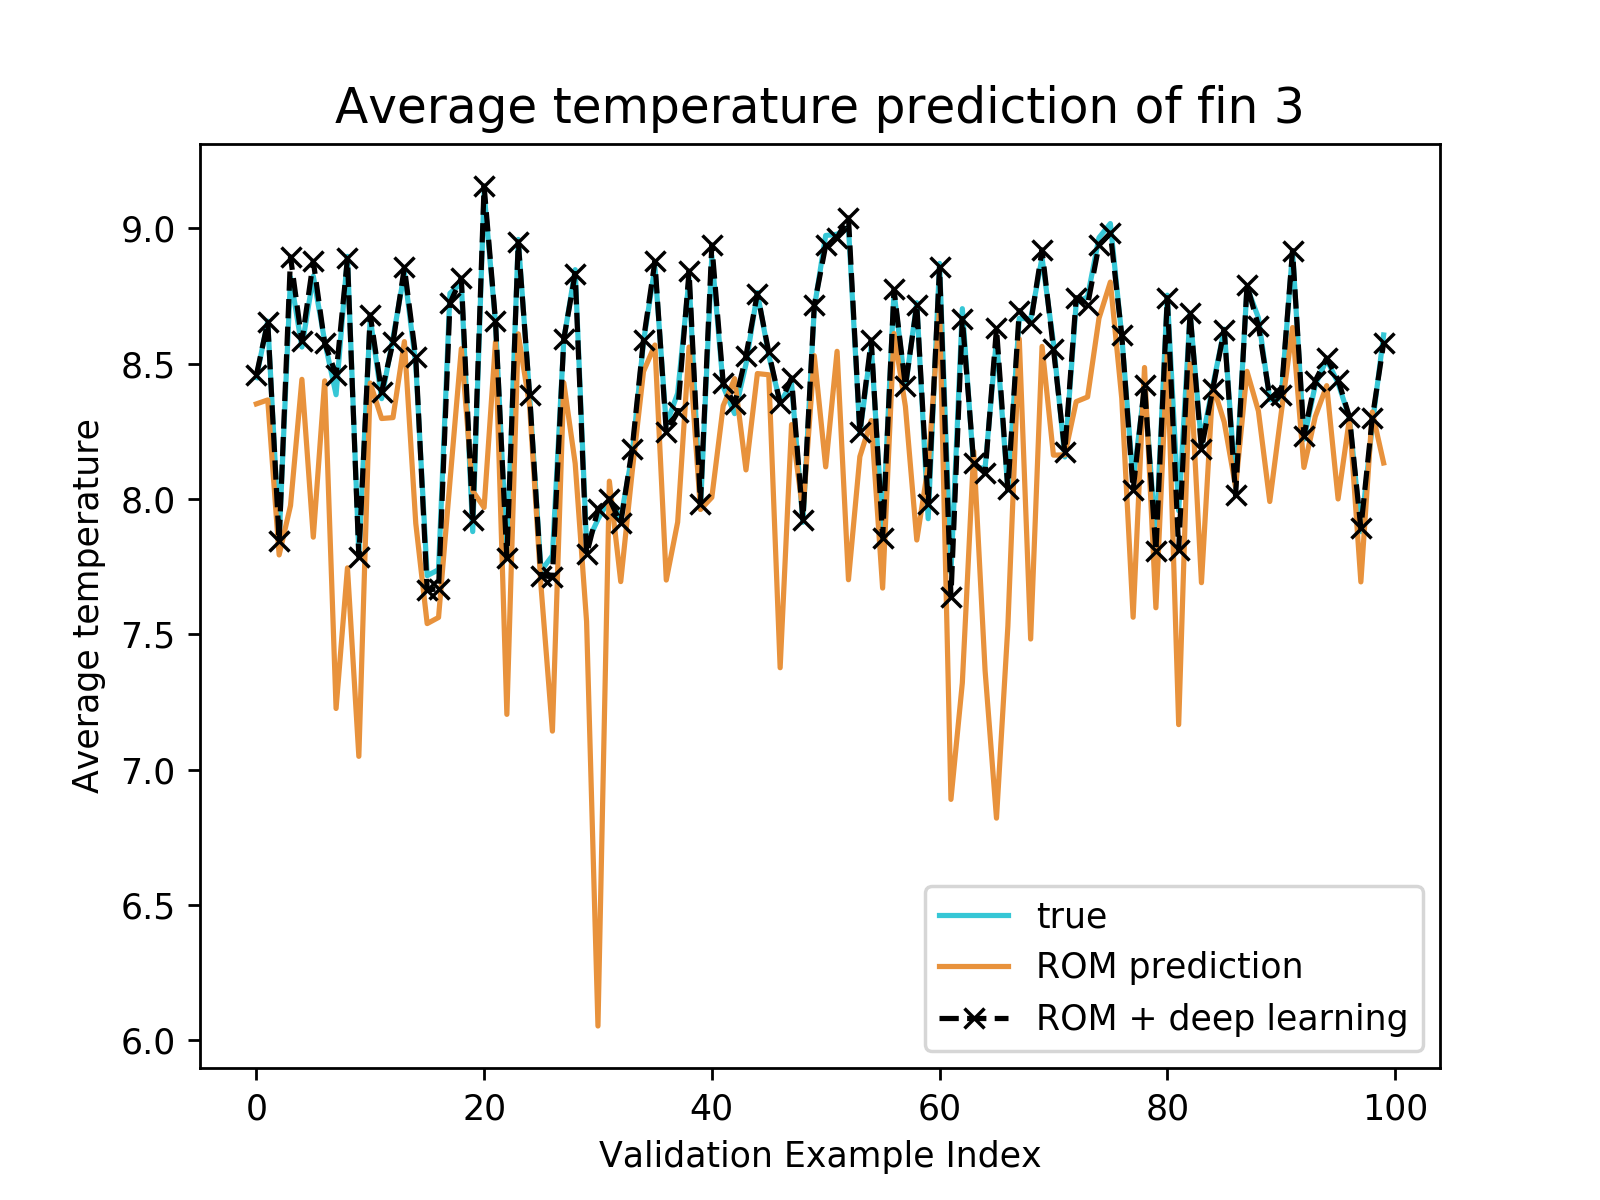 Average temperature prediction of fin 3
Average temperature
9.0
8.5
8.0
7.5
7.0
6.5
6.0
true
ROM prediction
ROM + deep learning
0 20 40 60 80 100
Validation Example Index